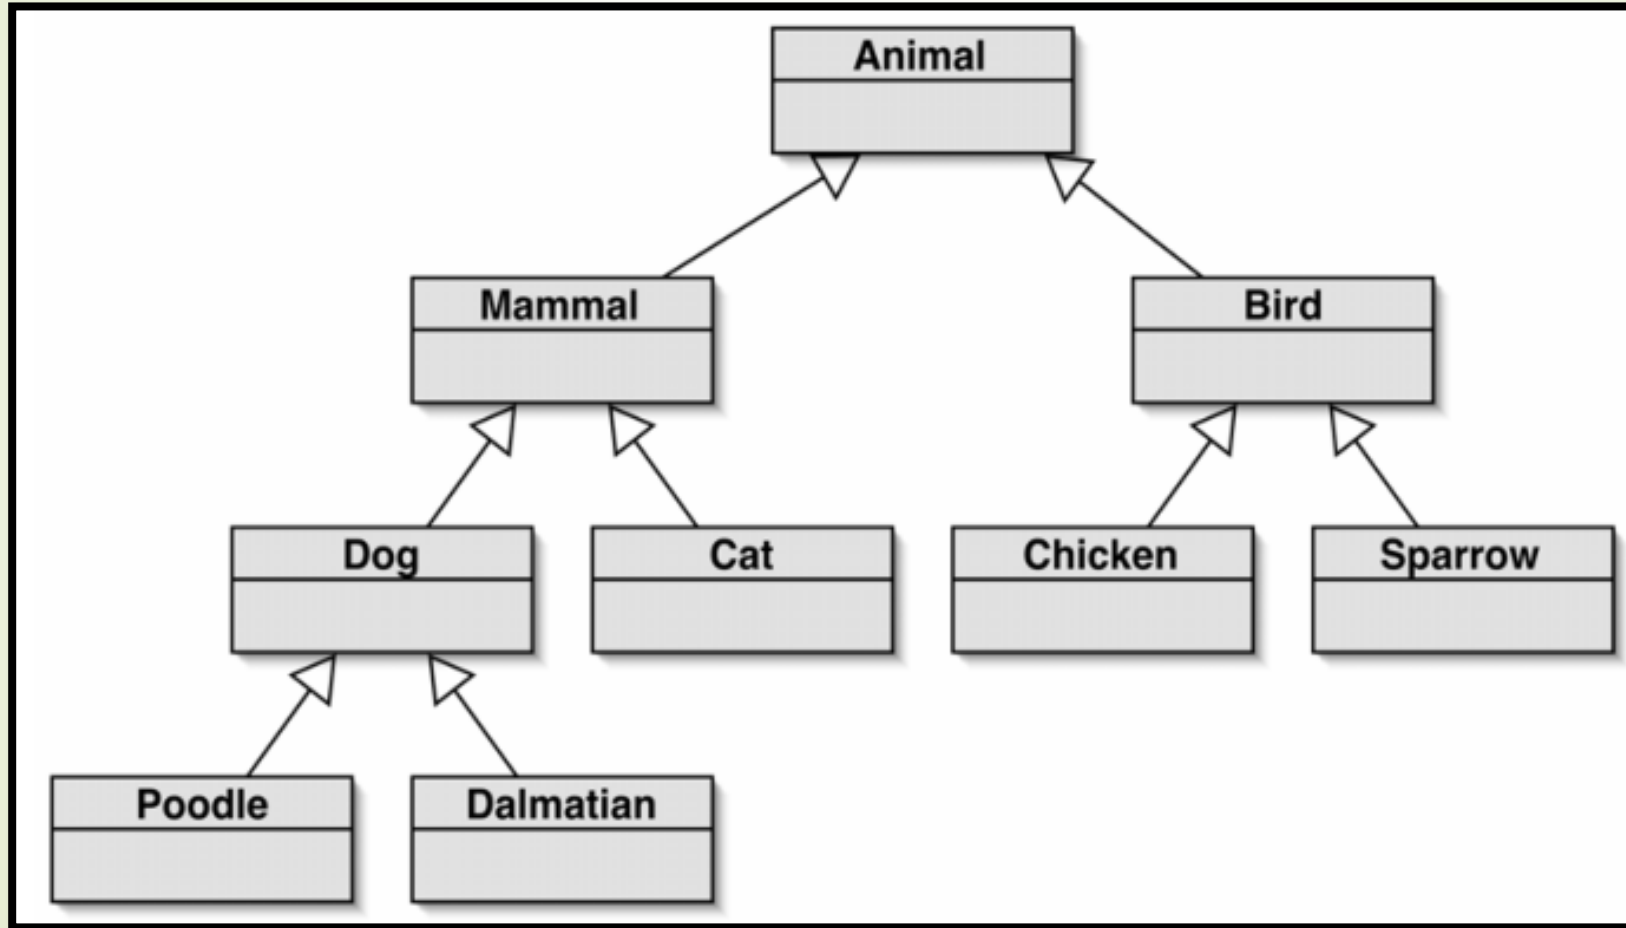 Animal
Mammal
Bird
Dog
Cat
Chicken
Sparrow
Poodle
Dalmatian